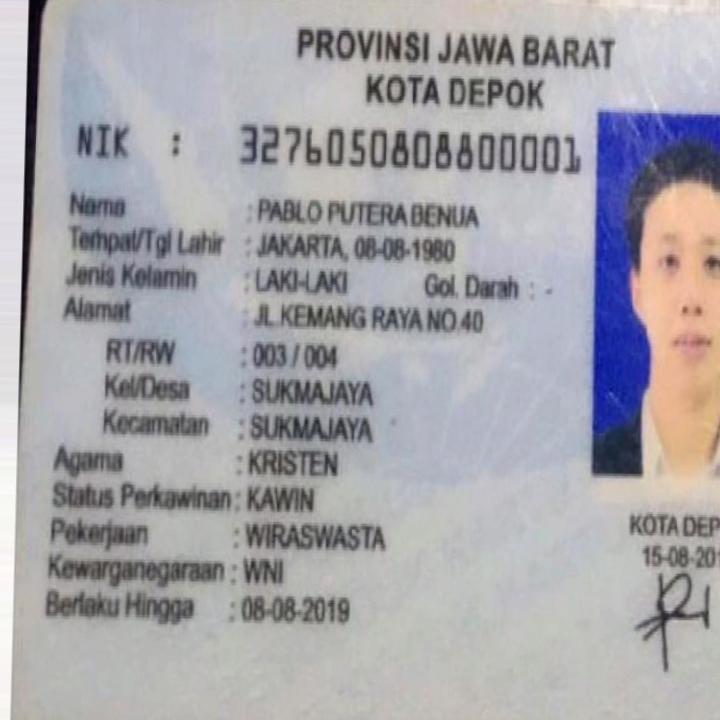 PROVINSI JAWA BARAT
KOTA DEPOK
NIK : 3276050808800001
Nama : PABLO PUTERA BENUA
Tempat/Tgl Lahir : JAKARTA, 08-08-1980
Jenis Kelamin : LAKI-LAKI Gol. Darah : -
Alamat : JL.KEMANG RAYA NO.40
RT/RW : 003 / 004
Kel/Desa : SUKMAJAYA
Kecamatan : SUKMAJAYA
Agama : KRISTEN
Status Perkawinan : KAWIN
Pekerjaan : WIRASWASTA
Kewarganegaraan : WNI
Berlaku Hingga : 08-08-2019
KOTA DEP
15-08-201